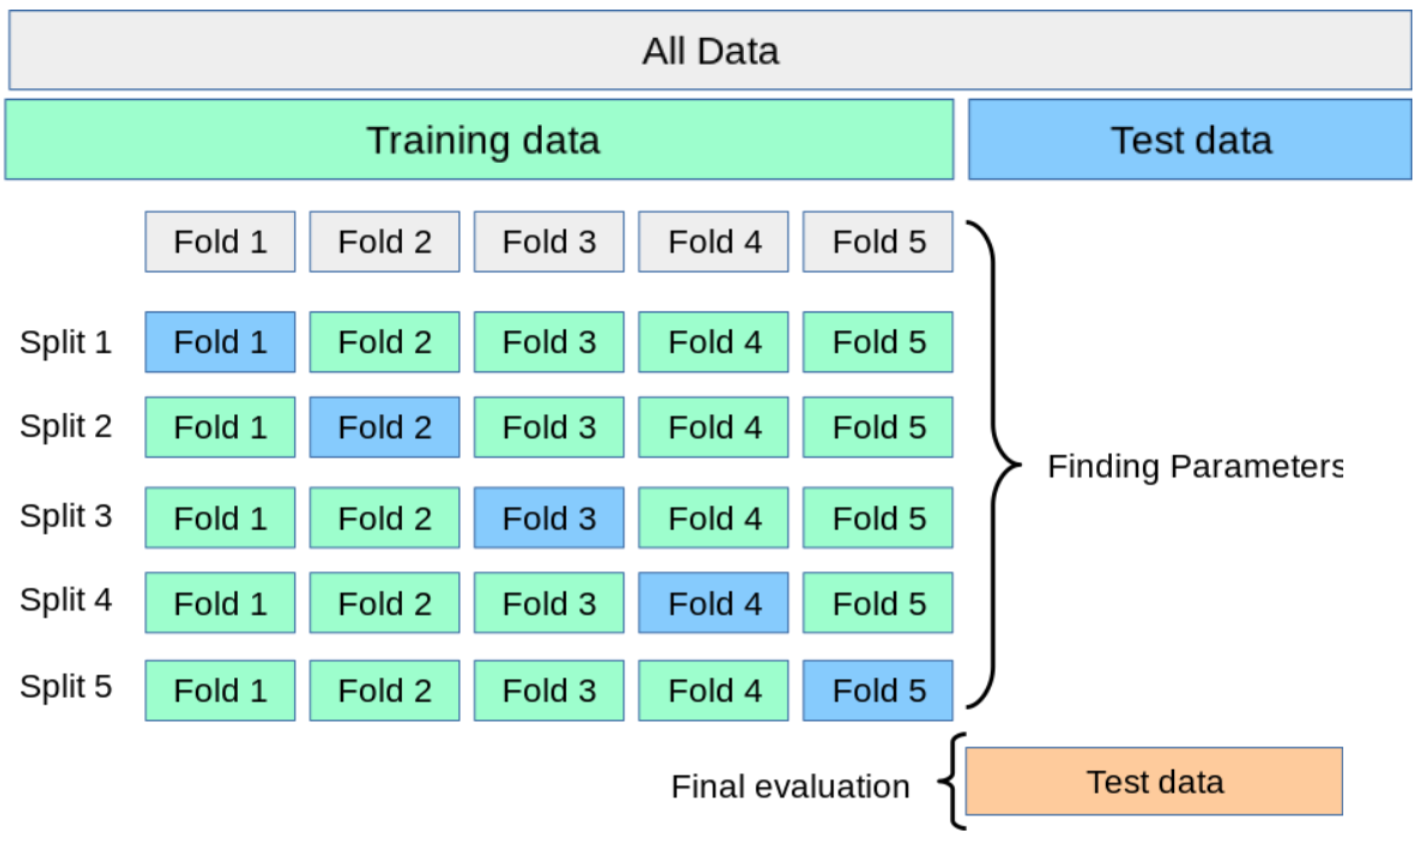 All Data
Training data Test data
Fold 1 Fold 2 Fold 3 Fold 4 Fold 5
Split 1 Fold 1 Fold 2 Fold 3 Fold 4 Fold 5
Split 2 Fold 1 Fold 2 Fold 3 Fold 4 Fold 5
Finding Parameters
Split 3 Fold 1 Fold 2 Fold 3 Fold 4 Fold 5
Split 4 Fold 1 Fold 2 Fold 3 Fold 4 Fold 5
Split 5 Fold 1 Fold 2 Fold 3 Fold 4 Fold 5
Final evaluation Test data